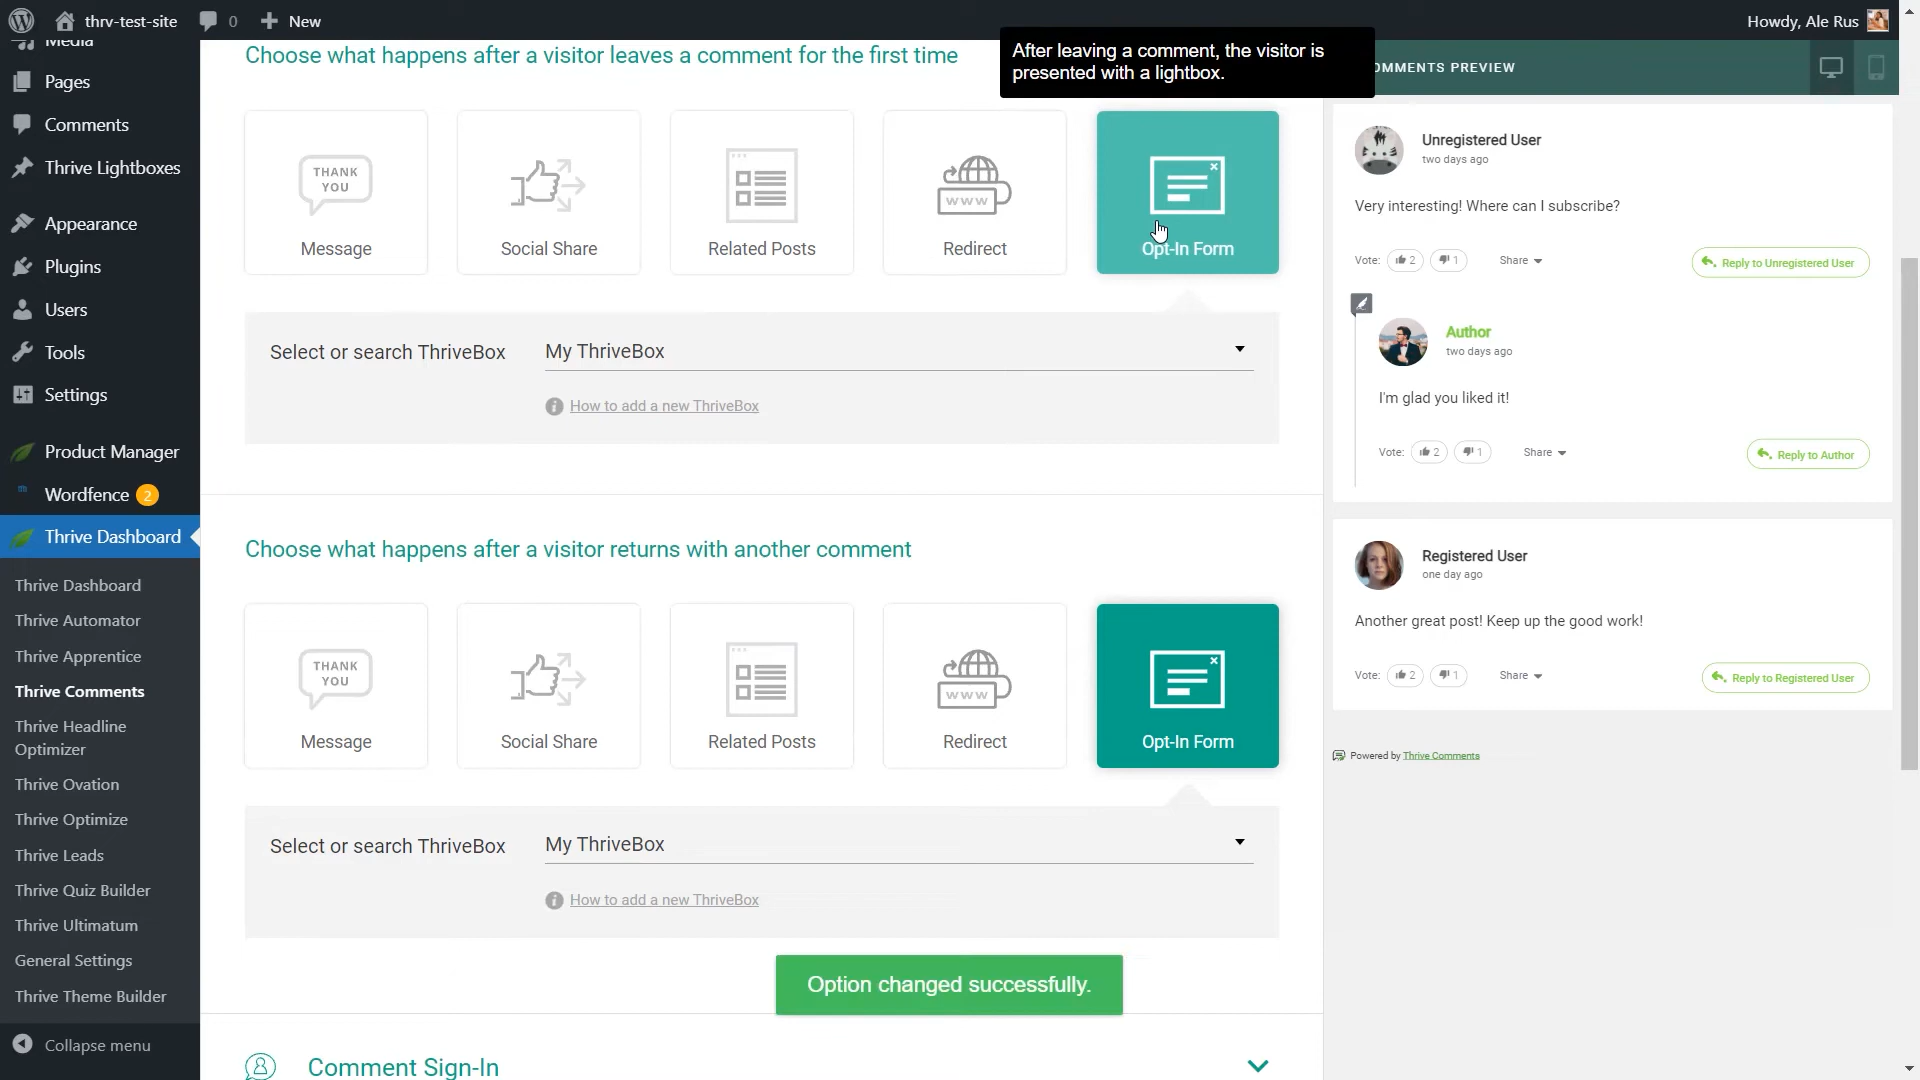 thrv-test-site
0
New
Howdy, Ale Rus
Media
Pages
Comments
Thrive Lightboxes
Appearance
Plugins
Users
Tools
Settings
Product Manager
Wordfence 2
Thrive Dashboard
Thrive Dashboard
Thrive Automator
Thrive Apprentice
Thrive Comments
Thrive Headline
Optimizer
Thrive Ovation
Thrive Optimize
Thrive Leads
Thrive Quiz Builder
Thrive Ultimatum
General Settings
Thrive Theme Builder
Collapse menu
Choose what happens after a visitor leaves a comment for the first time
After leaving a comment, the visitor is
presented with a lightbox.
THANK
YOU
Message
Social Share
Related Posts
www
Redirect
Opt-In Form
Select or search ThriveBox
My ThriveBox
How to add a new ThriveBox
Choose what happens after a visitor returns with another comment
THANK
YOU
Message
Social Share
Related Posts
www
Redirect
Opt-In Form
Select or search ThriveBox
My ThriveBox
How to add a new ThriveBox
Option changed successfully.
Comment Sign-In
OMMENTS PREVIEW
Unregistered User
two days ago
Very interesting! Where can I subscribe?
Vote: 2 1 Share
Reply to Unregistered User
Author
two days ago
I'm glad you liked it!
Vote: 2 1 Share
Reply to Author
Registered User
one day ago
Another great post! Keep up the good work!
Vote: 2 1 Share
Reply to Registered User
Powered by Thrive Comments